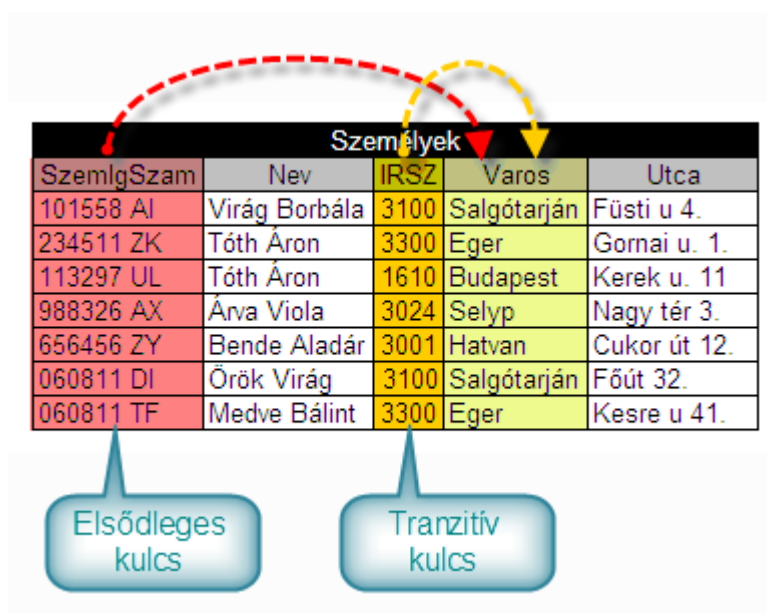 Személyek
SzemIgSzam Nev IRSZ Varos Utca
101558 AI Virág Borbála 3100 Salgótarján Füsti u 4.
234511 ZK Tóth Áron 3300 Eger Gornai u. 1.
113297 UL Tóth Áron 1610 Budapest Kerek u. 11
988326 AX Árva Viola 3024 Selyp Nagy tér 3.
656456 ZY Bende Aladár 3001 Hatvan Cukor út 12.
060811 DI Örök Virág 3100 Salgótarján Főút 32.
060811 TF Medve Bálint 3300 Eger Kesre u 41.
Elsődleges
kulcs
Tranzitív
kulcs